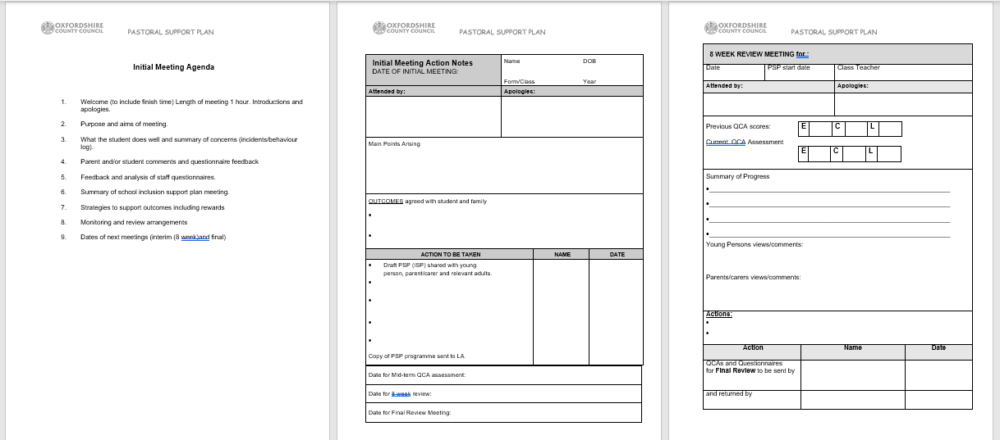 OXFORDSHIRE
COUNTY COUNCIL
PASTORAL SUPPORT PLAN
Initial Meeting Agenda
1. Welcome (to include finish time) Length of meeting 1 hour. Introductions and
apologies.
2. Purpose and aims of meeting.
3. What the student does well and summary of concerns (incidents/behaviour
log).
4. Parent and/or student comments and questionnaire feedback
5. Feedback and analysis of staff questionnaires.
6. Summary of school inclusion support plan meeting.
7. Strategies to support outcomes including rewards
8. Monitoring and review arrangements
9. Dates of next meetings (interim (8 week)and final)
OXFORDSHIRE
COUNTY COUNCIL
PASTORAL SUPPORT PLAN
Initial Meeting Action Notes
DATE OF INITIAL MEETING:
Name DOB
Form/Class Year
Attended by: Apologies:
Main Points Arising
OUTCOMES agreed with student and family
•
•
ACTION TO BE TAKEN NAME DATE
• Draft PSP (ISP) shared with young
person, parent/carer and relevant adults.
•
•
•
•
Copy of PSP programme sent to LA.
Date for Mid-term QCA assessment:
Date for 8 week review:
Date for Final Review Meeting:
OXFORDSHIRE
COUNTY COUNCIL
PASTORAL SUPPORT PLAN
8 WEEK REVIEW MEETING for :
Date PSP start date Class Teacher
Attended by: Apologies:
Previous QCA scores: E C L
Current QCA Assessment
E C L
Summary of Progress
•
•
•
•
Young Persons views/comments:
Parents/carers views/comments:
Actions:
•
•
Action Name Date
QCAs and Questionnaires
for Final Review to be sent by
and returned by